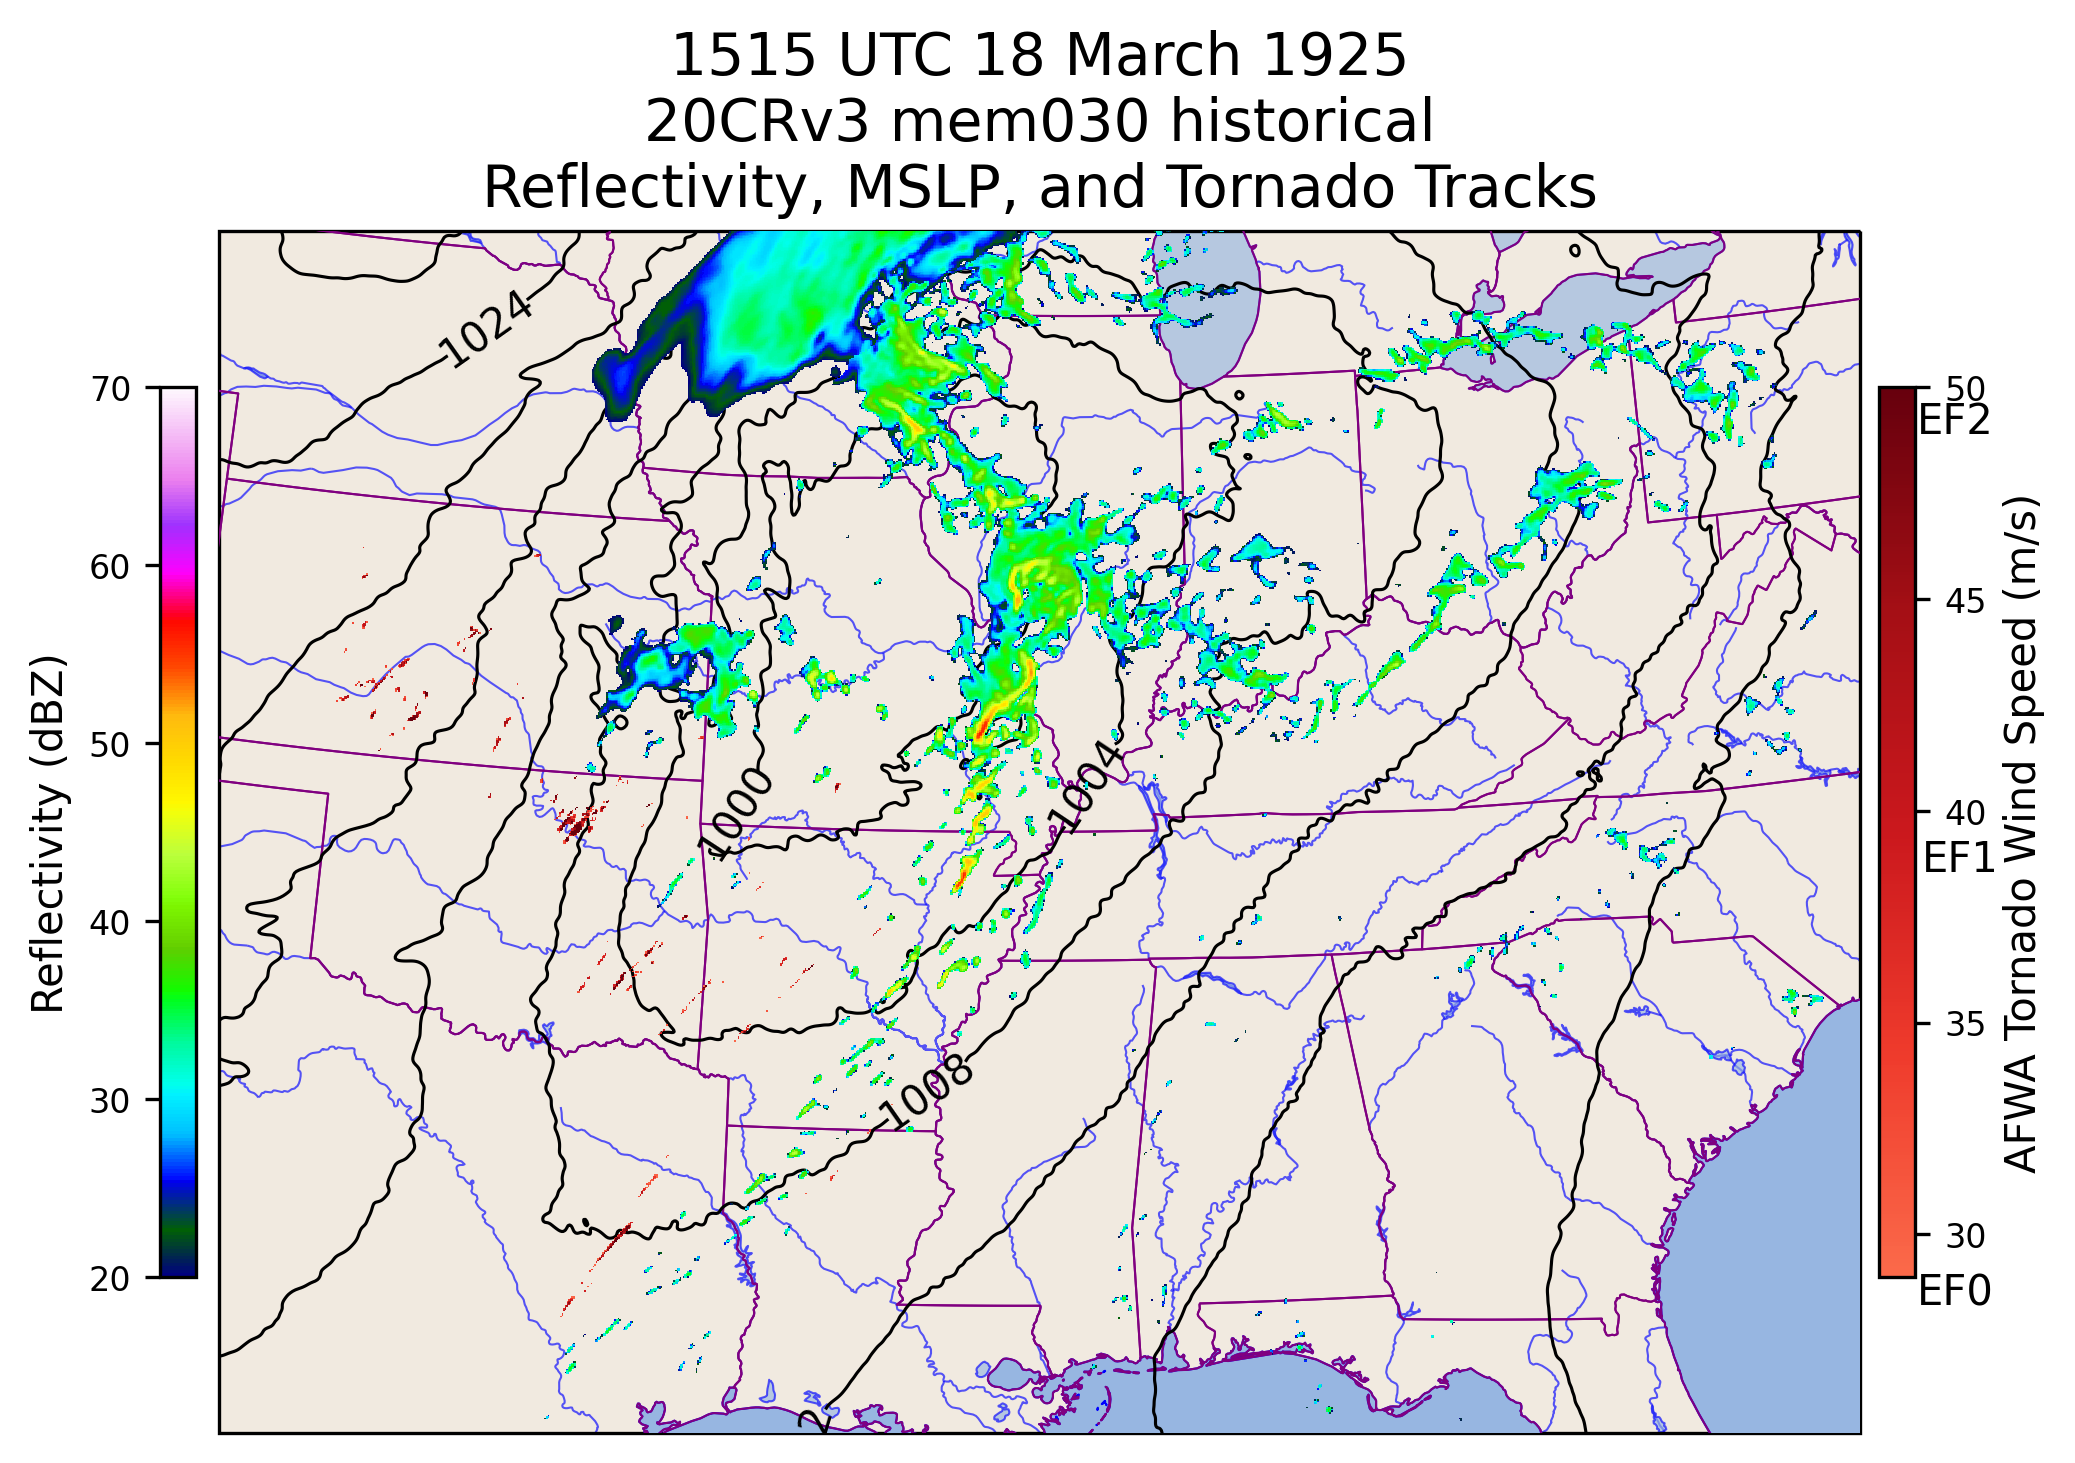 1515 UTC 18 March 1925
20CRv3 mem030 historical
Reflectivity, MSLP, and Tornado Tracks
1024
1000
1004
1008
2
Reflectivity (dBZ)
70
60
50
40
30
20
50
EF2
45
40
EF1
35
30
EF0
AFWA Tornado Wind Speed (m/s)